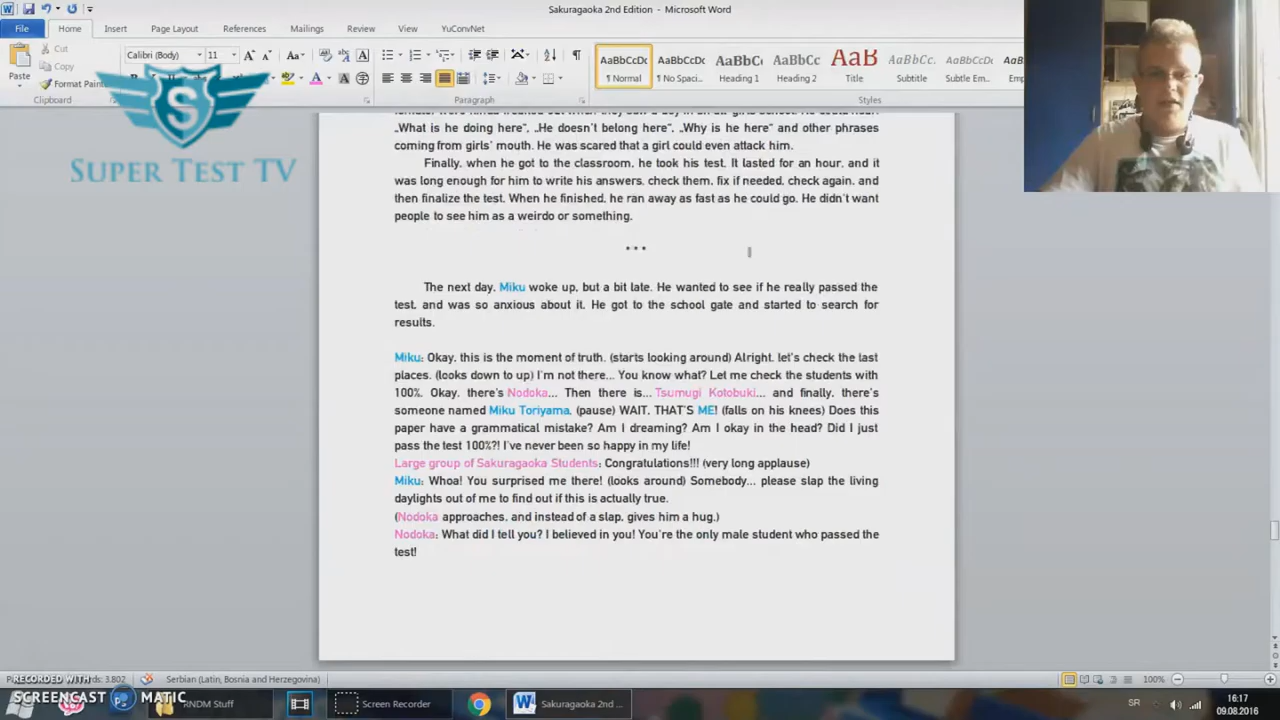 Sakuragaoka 2nd Edition - Microsoft Word
File Home Insert Page Layout References Mailings Review View YuConvNet
Paste
Cut
Copy
Format Painter
Clipboard
Calibri (Body) 11
Paragraph
AaBbCcDc AaBbCcDc AaBbC AaBbCc AaB AaBbCc AaBbCcDc AaBbCcDc
¶ Normal ¶ No Spaci... Heading 1 Heading 2 Title Subtitle Subtle Em...
Styles
S
SUPER TEST TV
„What is he doing here“, „He doesn't belong here“, „Why is he here“ and other phrases
coming from girls' mouth. He was scared that a girl could even attack him.
Finally, when he got to the classroom, he took his test. It lasted for an hour, and it
was long enough for him to write his answers, check them, fix if needed, check again, and
then finalize the test. When he finished, he ran away as fast as he could go. He didn't want
people to see him as a weirdo or something.
***
The next day, Miku woke up, but a bit late. He wanted to see if he really passed the
test, and was so anxious about it. He got to the school gate and started to search for
results.
Miku: Okay, this is the moment of truth. (starts looking around) Alright, let's check the last
places. (looks down to up) I'm not there... You know what? Let me check the students with
100%. Okay, there's Nodoka... Then there is... Tsumugi Kotobuki... and finally, there's
someone named Miku Toriyama. (pause) WAIT, THAT'S ME! (falls on his knees) Does this
paper have a grammatical mistake? Am I dreaming? Am I okay in the head? Did I just
pass the test 100%?! I've never been so happy in my life!
Large group of Sakuragaoka Students: Congratulations!!! (very long applause)
Miku: Whoa! You surprised me there! (looks around) Somebody... please slap the living
daylights out of me to find out if this is actually true.
(Nodoka approaches, and instead of a slap, gives him a hug.)
Nodoka: What did I tell you? I believed in you! You're the only male student who passed the
test!
RECORDED WITH
SCREENCAST MATIC
3.802 Serbian (Latin, Bosnia and Herzegovina) 100%
RNDM Stuff Screen Recorder Sakuragaoka 2nd ... SR 16:17
09.08.2016